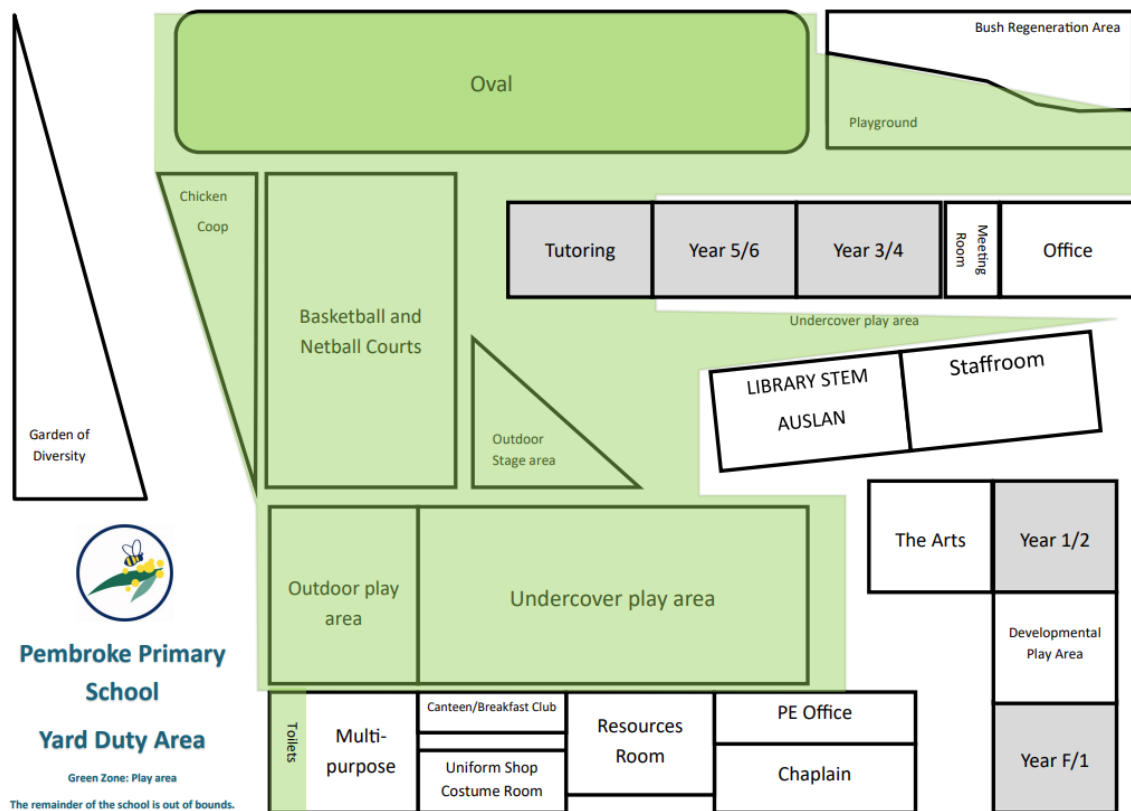 Bush Regeneration Area
Oval
Playground
Chicken
Coop
Tutoring
Year 5/6
Year 3/4
Meeting
Room
Office
Basketball and
Netball Courts
Undercover play area
LIBRARY STEM
AUSLAN
Staffroom
Garden of
Diversity
Outdoor
Stage area
The Arts
Year 1/2
Outdoor play
area
Undercover play area
Developmental
Play Area
Pembroke Primary
School
Yard Duty Area
Green Zone: Play area
The remainder of the school is out of bounds.
Toilets
Multi-
purpose
Canteen/Breakfast Club
Uniform Shop
Costume Room
Resources
Room
PE Office
Chaplain
Year F/1